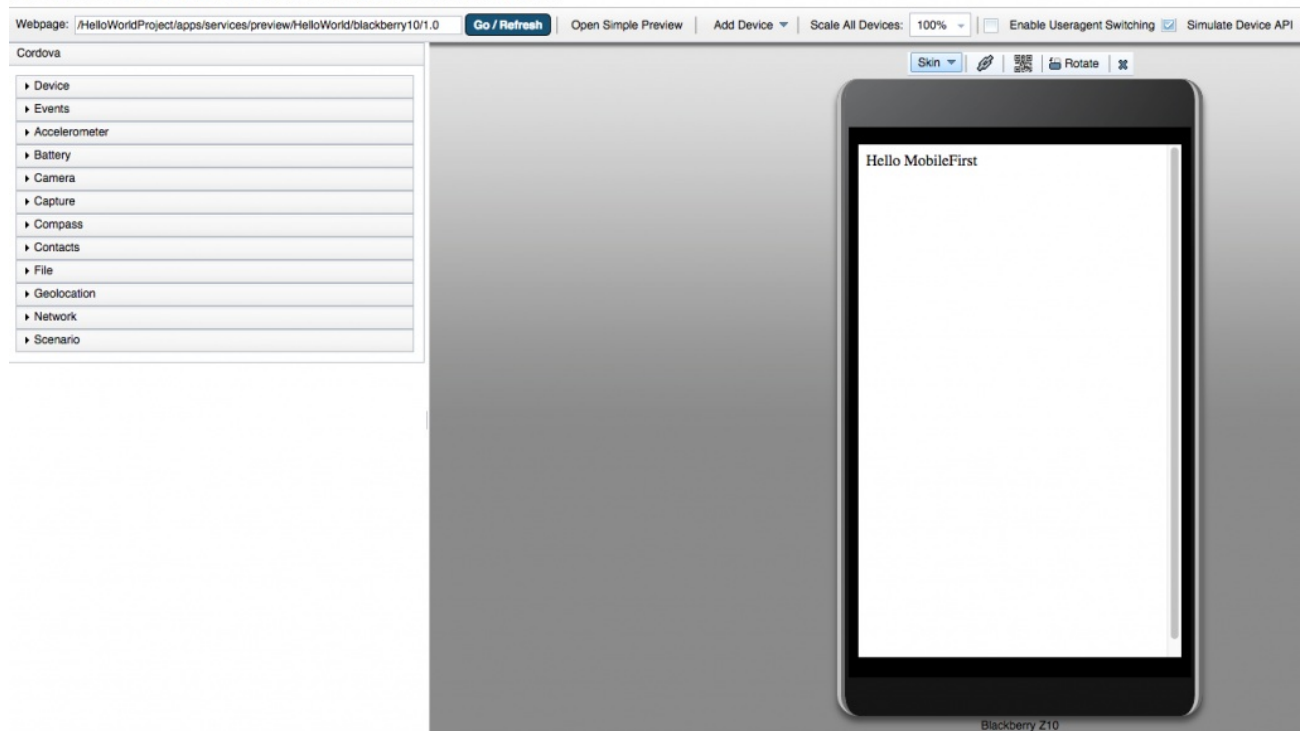 Webpage: /HelloWorldProject/apps/services/preview/HelloWorld/blackberry10/1.0 Go / Refresh Open Simple Preview Add Device Scale All Devices: 100% Enable Useragent Switching Simulate Device API
Cordova
Skin Rotate
Device
Events
Accelerometer
Battery
Camera
Capture
Compass
Contacts
File
Geolocation
Network
Scenario
Hello MobileFirst
Blackberry Z10